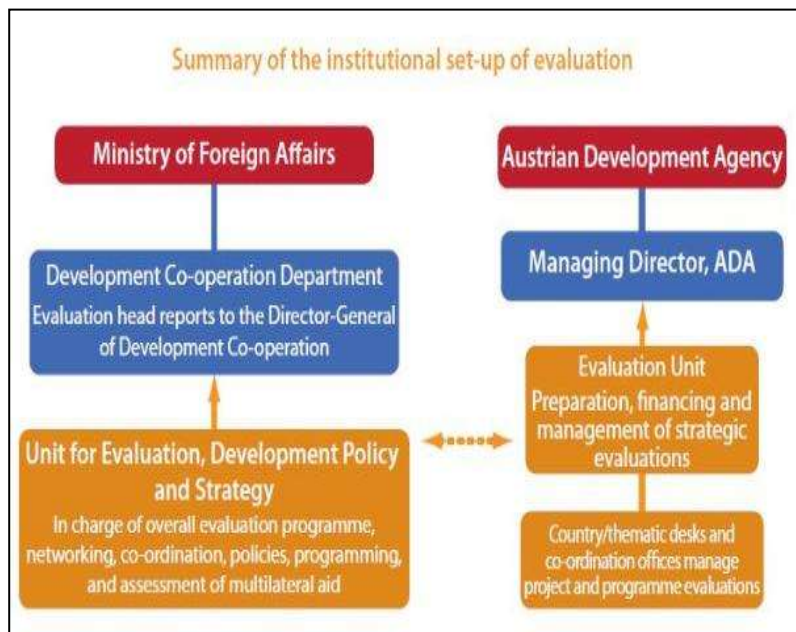 Summary of the institutional set-up of evaluation
Ministry of Foreign Affairs
Development Co-operation Department
Evaluation head reports to the Director-General
of Development Co-operation
Unit for Evaluation, Development Policy
and Strategy
In charge of overall evaluation programme,
networking, co-ordination, policies, programming,
and assessment of multilateral aid
Austrian Development Agency
Managing Director, ADA
Evaluation Unit
Preparation, financing and
management of strategic
evaluations
Country/thematic desks and
co-ordination offices manage
project and programme evaluations